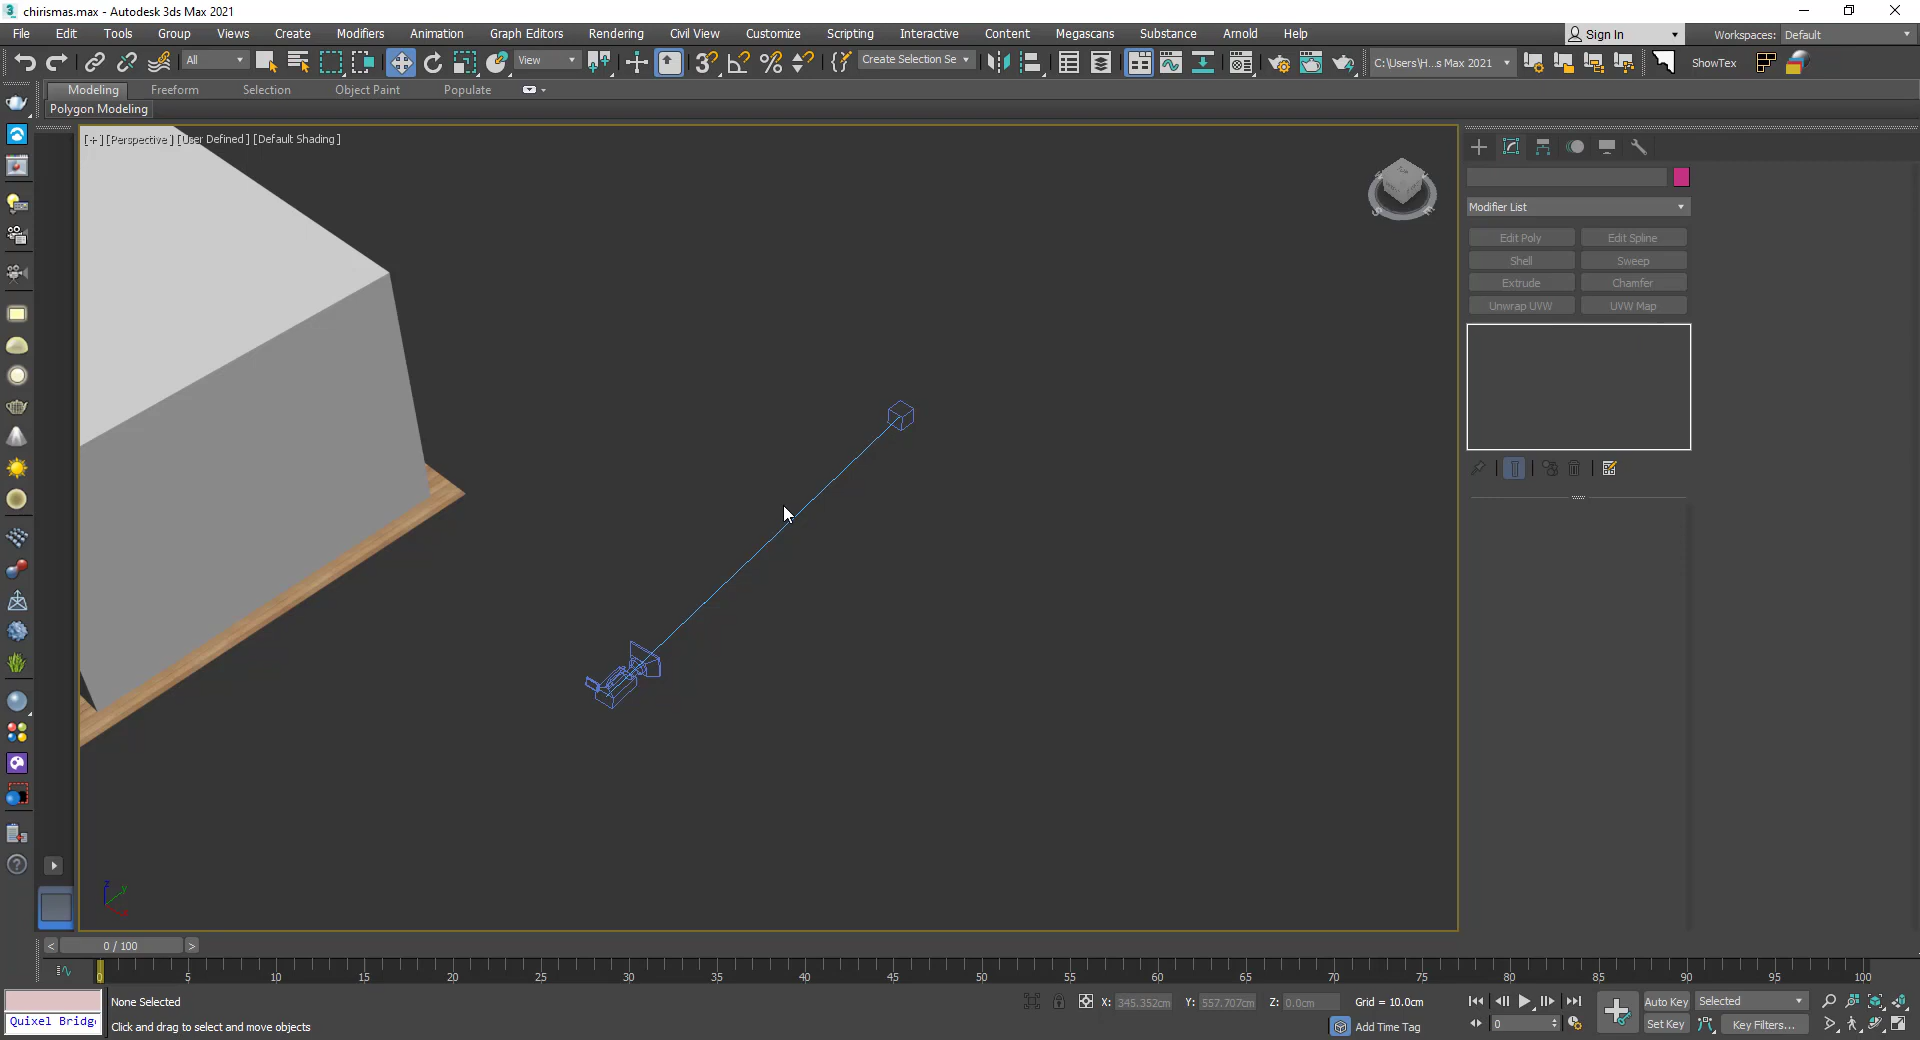 chirismas.max - Autodesk 3ds Max 2021
File Edit Tools Group Views Create Modifiers Animation Graph Editors Rendering Civil View Customize Scripting Interactive Content Megascans Substance Arnold Help Sign In Workspaces: Default
All View Create Selection Se C:\Users\H...s Max 2021 ShowTex
Modeling Freeform Selection Object Paint Populate
Polygon Modeling
[+] [Perspective] [User Defined] [Default Shading]
Modifier List
Edit Poly Edit Spline
Shell Sweep
Extrude Chamfer
Unwrap UVW UVW Map
0 / 100
0 5 10 15 20 25 30 35 40 45 50 55 60 65 70 75 80 85 90 95 100
None Selected X: 345.352cm Y: 557.707cm Z: 0.0cm Grid = 10.0cm Auto Key Selected
Quixel Bridg Click and drag to select and move objects Add Time Tag 0 Set Key Key Filters...